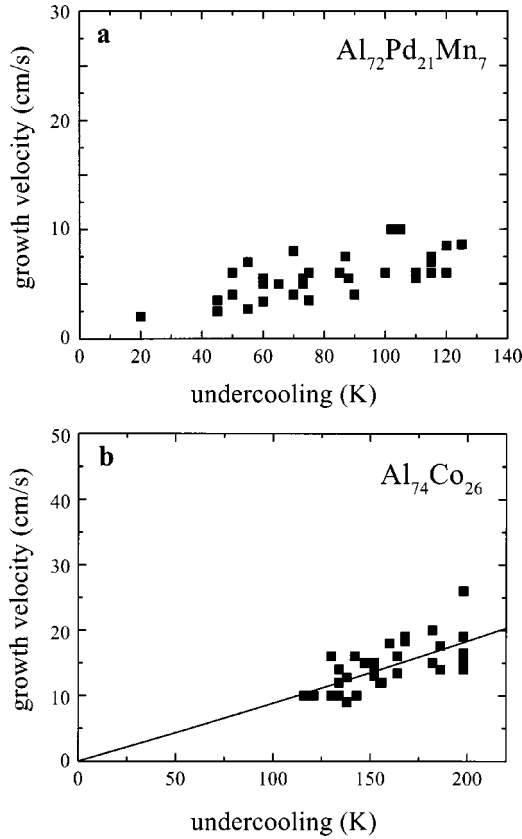 30
a
Al72Pd21Mn7
20
10
0
growth velocity (cm/s)
0 20 40 60 80 100 120 140
undercooling (K)
50
b
Al74Co26
40
30
20
10
0
growth velocity (cm/s)
0 50 100 150 200
undercooling (K)